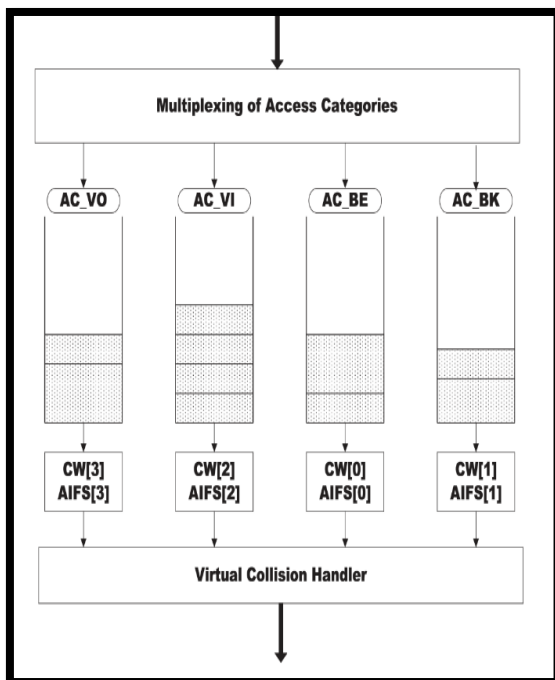 Multiplexing of Access Categories
AC_VO
AC_VI
AC_BE
AC_BK
CW[3]
AIFS[3]
CW[2]
AIFS[2]
CW[0]
AIFS[0]
CW[1]
AIFS[1]
Virtual Collision Handler